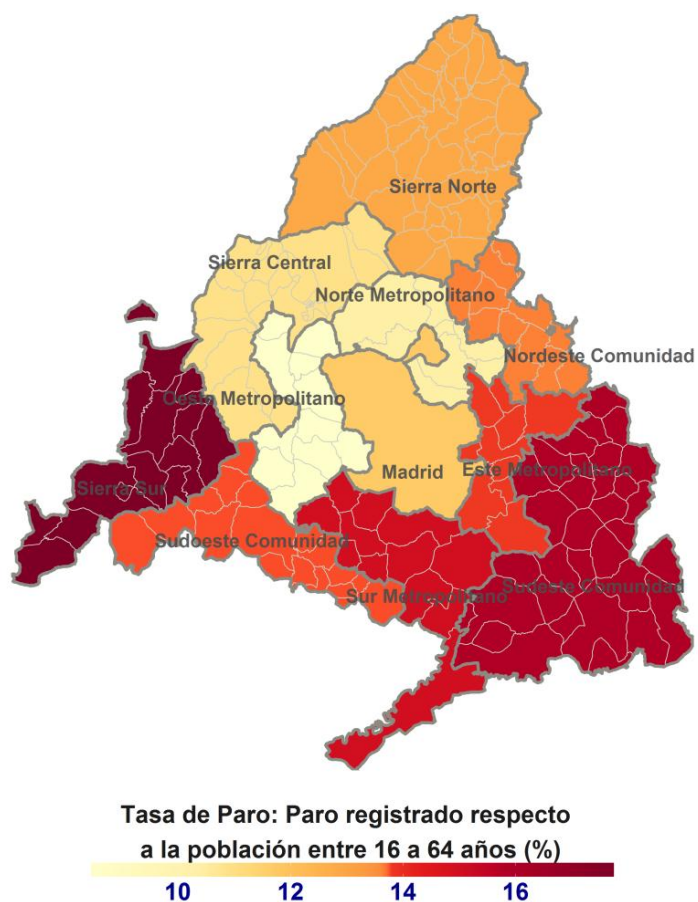 Sierra Norte
Sierra Central
Norte Metropolitano
Nordeste Comunidad
Oeste Metropolitano
Madrid
Este Metropolitano
Sierra Sur
Sudoeste Comunidad
Sur Metropolitano
Sudeste Comunidad
Tasa de Paro: Paro registrado respecto
a la población entre 16 a 64 años (%)
10 12 14 16